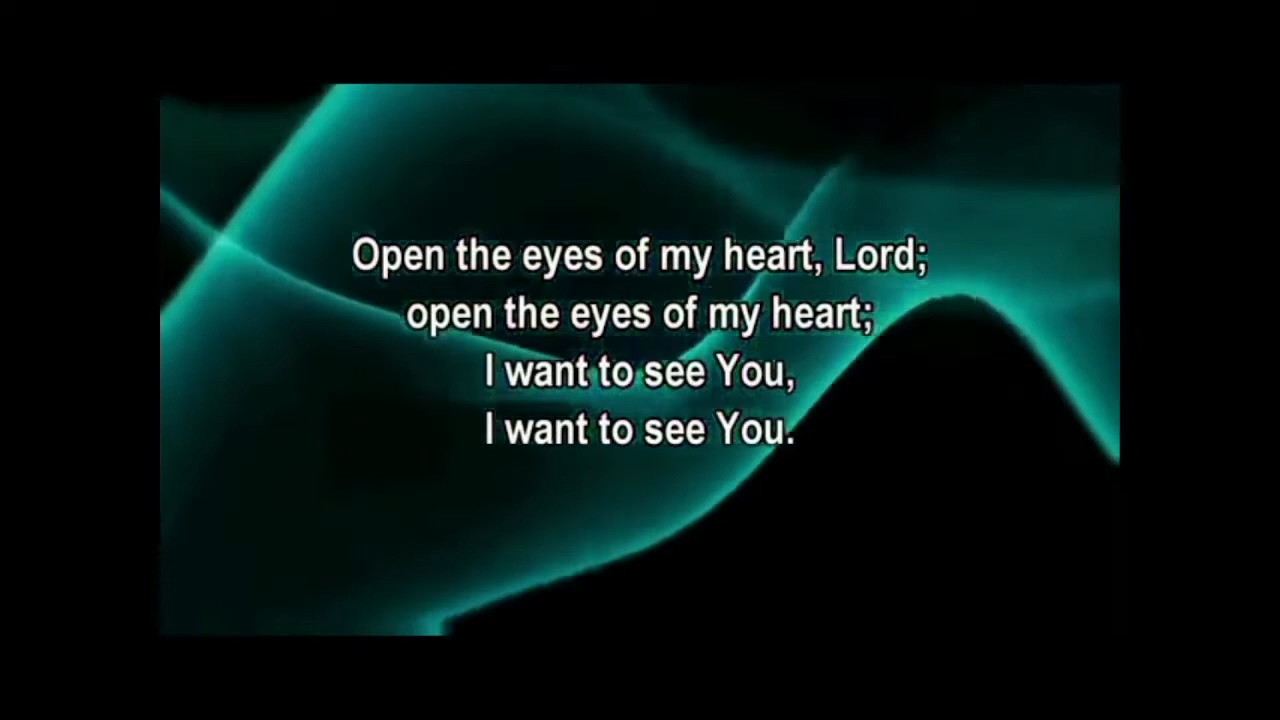 Open the eyes of my heart, Lord;
open the eyes of my heart;
I want to see You,
I want to see You.